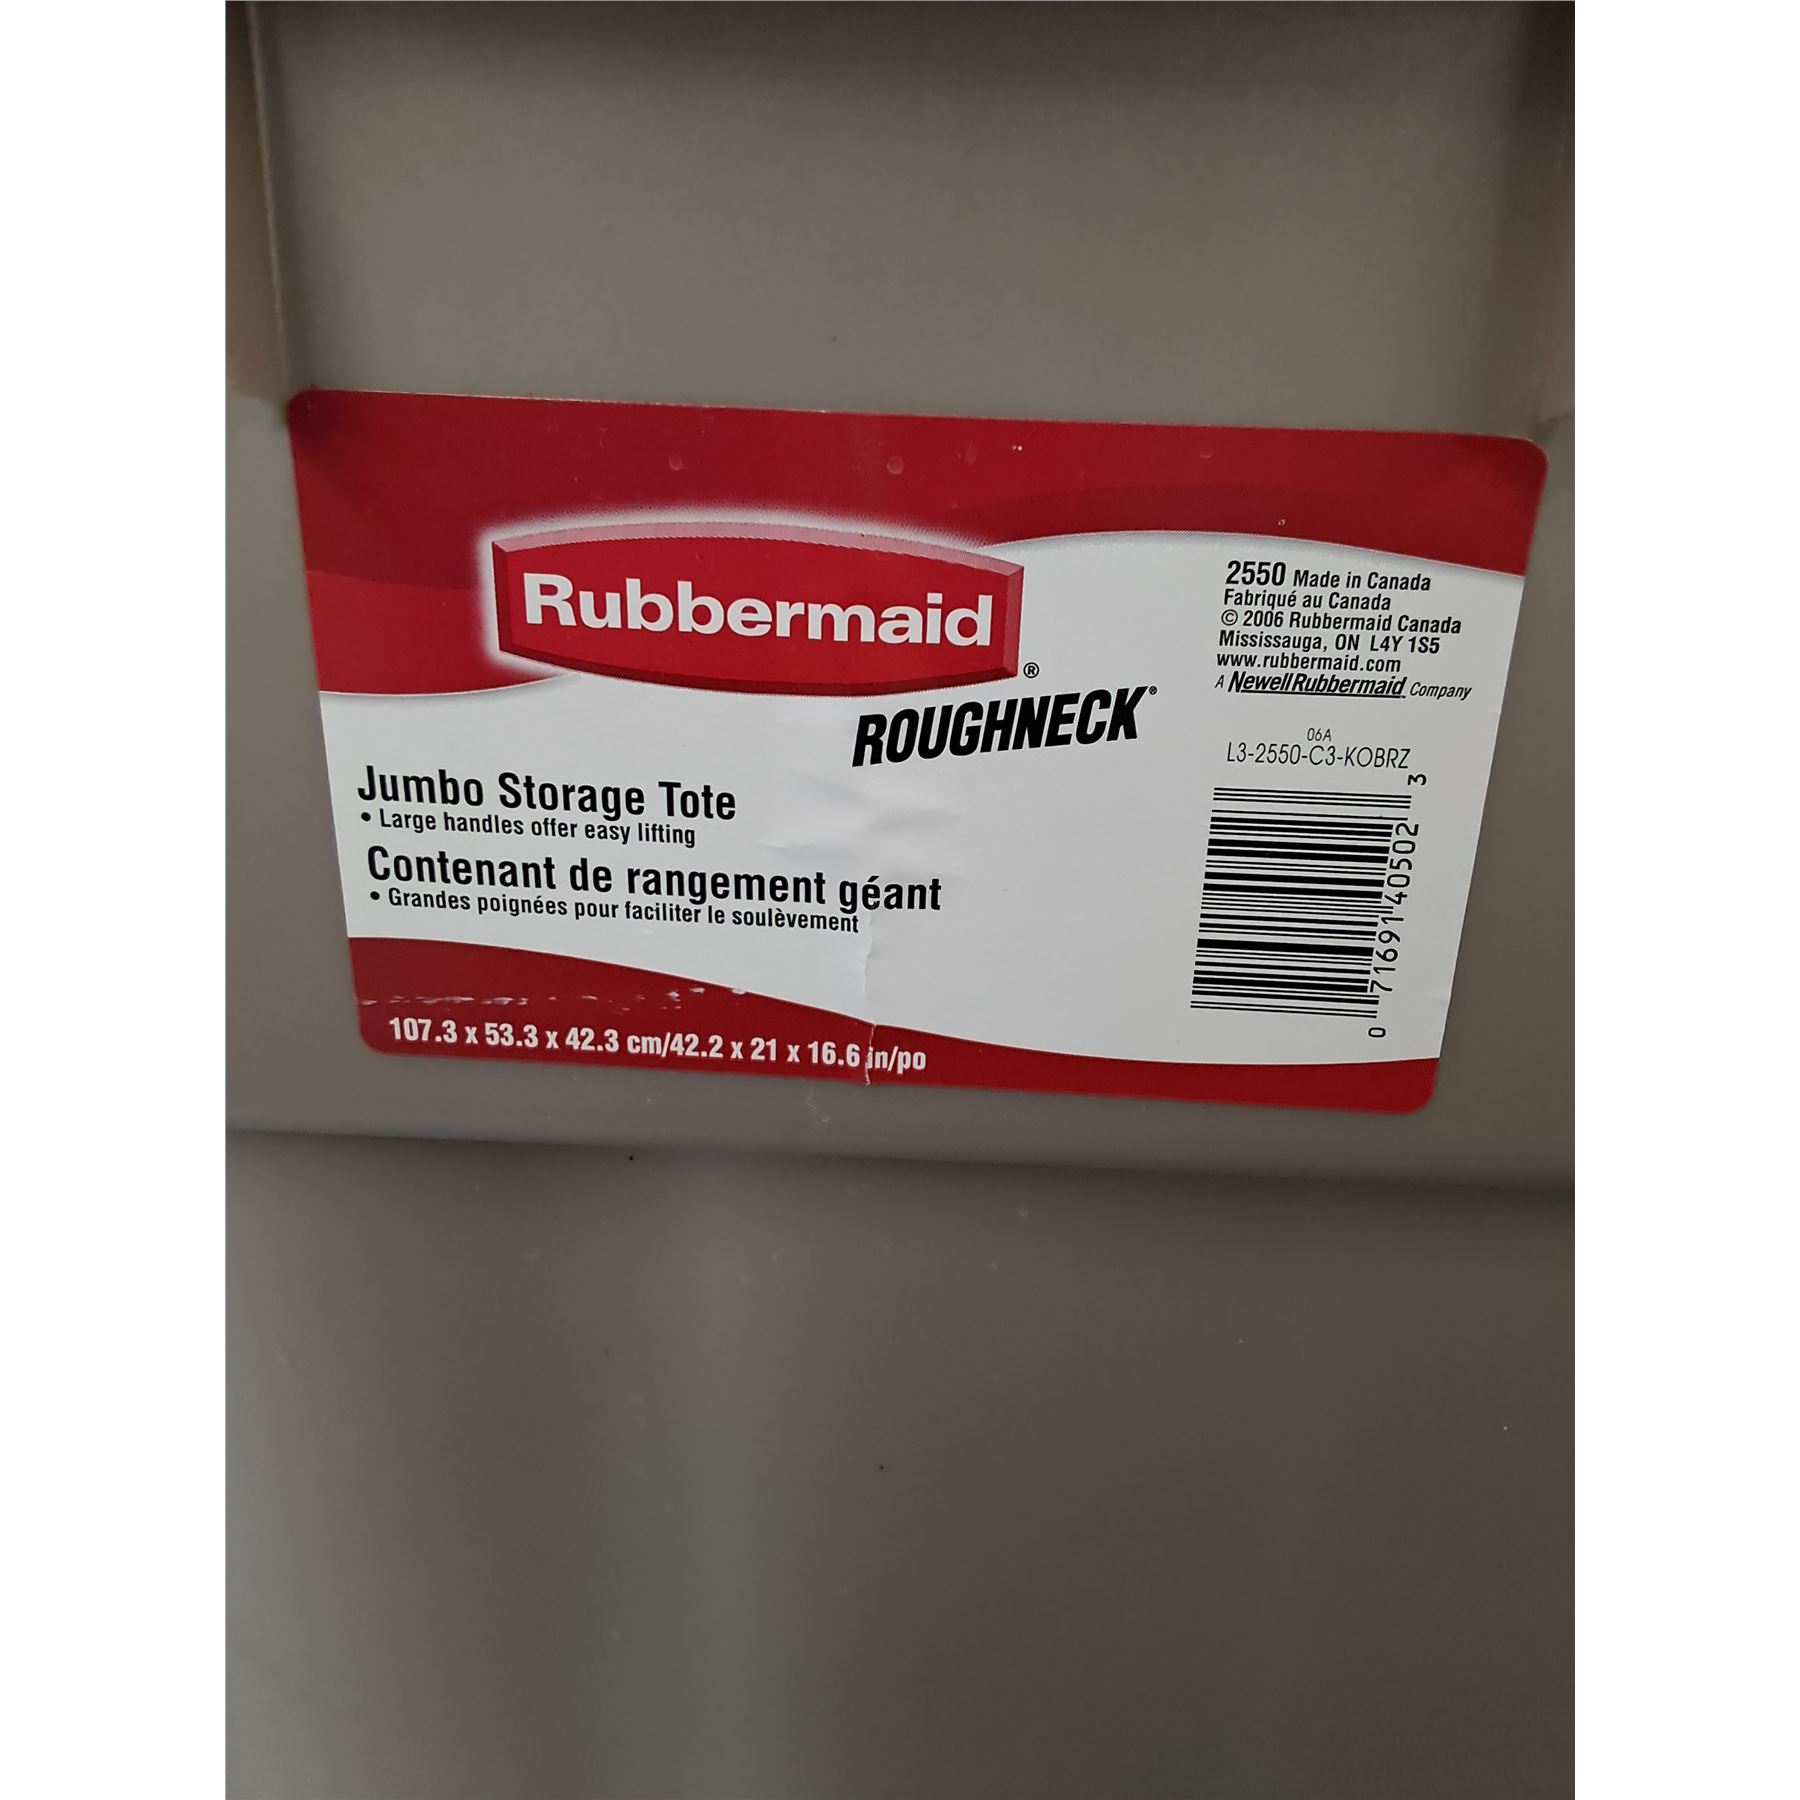 Rubbermaid®
ROUGHNECK®
Jumbo Storage Tote
• Large handles offer easy lifting
Contenant de rangement géant
• Grandes poignées pour faciliter le soulèvement
107.3 x 53.3 x 42.3 cm/42.2 x 21 x 16.6 in/po
2550 Made in Canada
Fabriqué au Canada
© 2006 Rubbermaid Canada
Mississauga, ON L4Y 1S5
www.rubbermaid.com
A NewellRubbermaid Company
06A
L3-2550-C3-KOBRZ
0 71691 40502 3